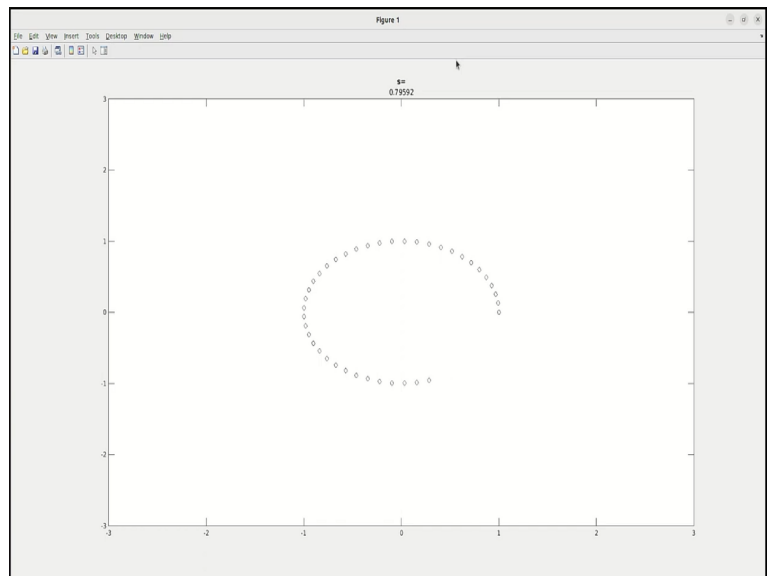 Figure 1
File Edit View Insert Tools Desktop Window Help
s=
0.79592
3
2
1
0
-1
-2
-3
-3 -2 -1 0 1 2 3